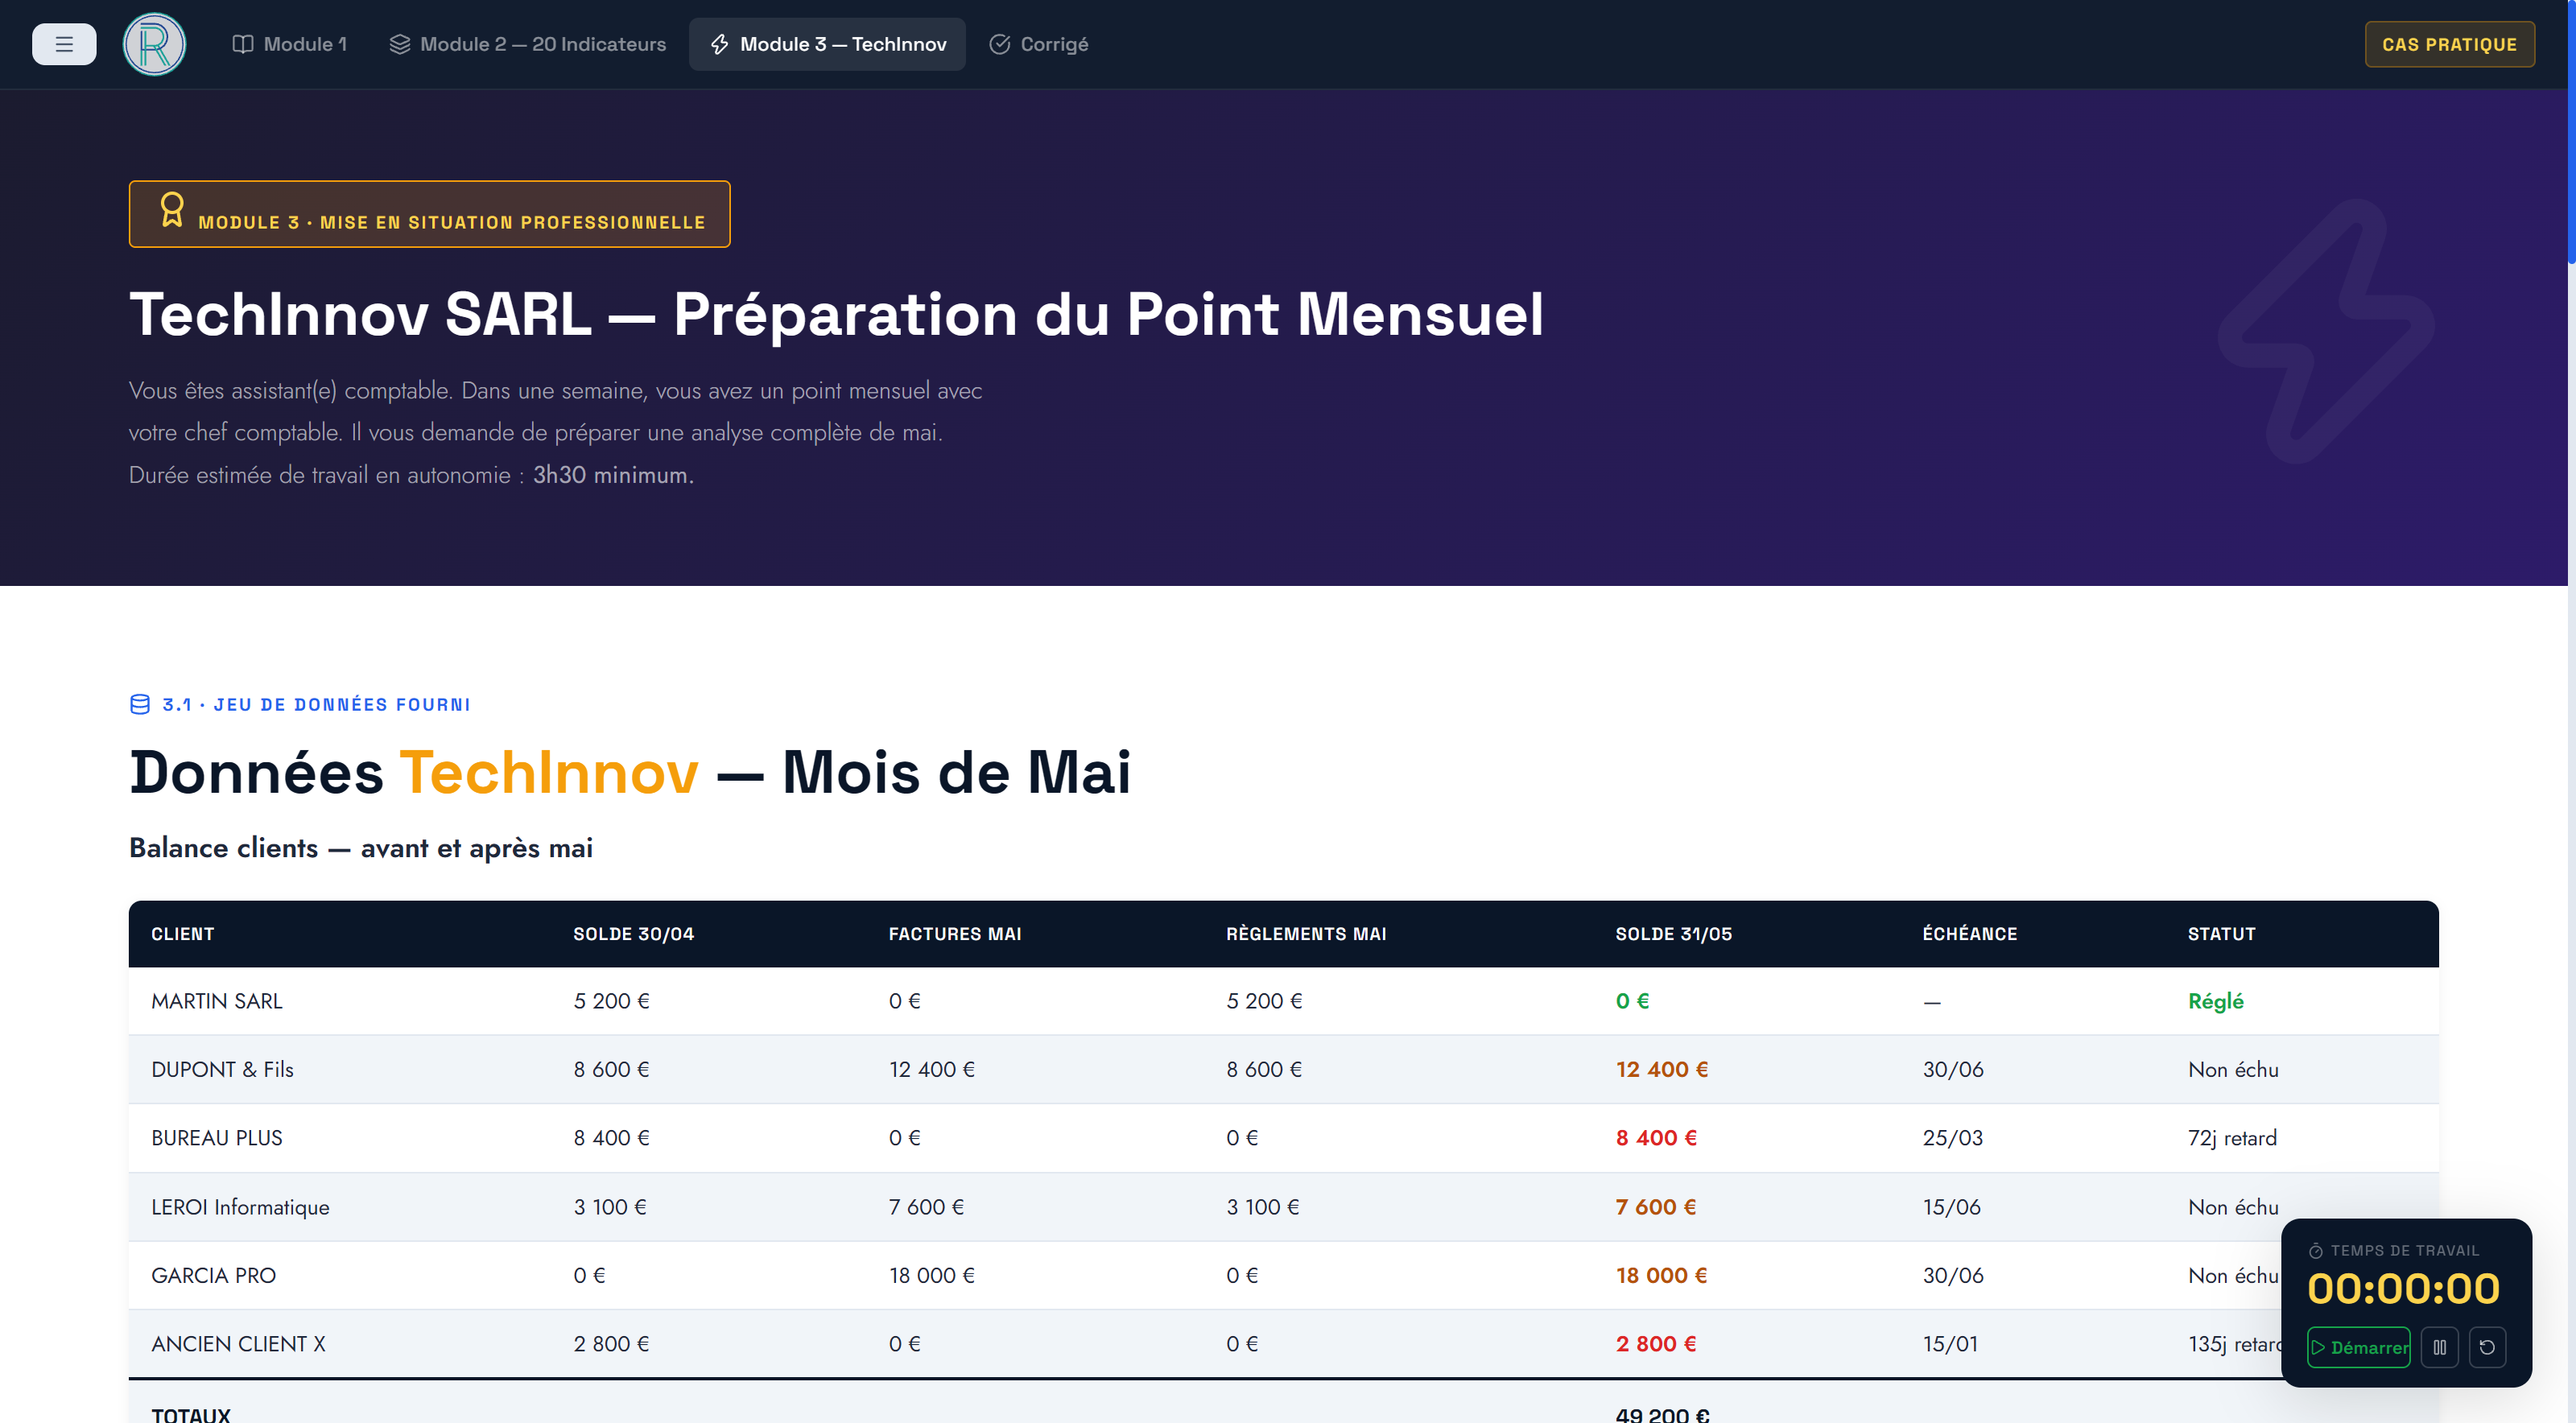 Module 1
Module 2 — 20 Indicateurs
Module 3 — TechInnov
Corrigé
CAS PRATIQUE
MODULE 3 · MISE EN SITUATION PROFESSIONNELLE
TechInnov SARL — Préparation du Point Mensuel
Vous êtes assistant(e) comptable. Dans une semaine, vous avez un point mensuel avec
votre chef comptable. Il vous demande de préparer une analyse complète de mai.
Durée estimée de travail en autonomie : 3h30 minimum.
3.1 · JEU DE DONNÉES FOURNI
Données TechInnov — Mois de Mai
Balance clients — avant et après mai
CLIENT SOLDE 30/04 FACTURES MAI RÈGLEMENTS MAI SOLDE 31/05 ÉCHÉANCE STATUT
MARTIN SARL 5 200 € 0 € 5 200 € 0 € — Réglé
DUPONT & Fils 8 600 € 12 400 € 8 600 € 12 400 € 30/06 Non échu
BUREAU PLUS 8 400 € 0 € 0 € 8 400 € 25/03 72j retard
LEROI Informatique 3 100 € 7 600 € 3 100 € 7 600 € 15/06 Non échu
GARCIA PRO 0 € 18 000 € 0 € 18 000 € 30/06 Non échu
ANCIEN CLIENT X 2 800 € 0 € 0 € 2 800 € 15/01 135j retard
TOTAUX 49 200 €
TEMPS DE TRAVAIL
00:00:00
Démarrer